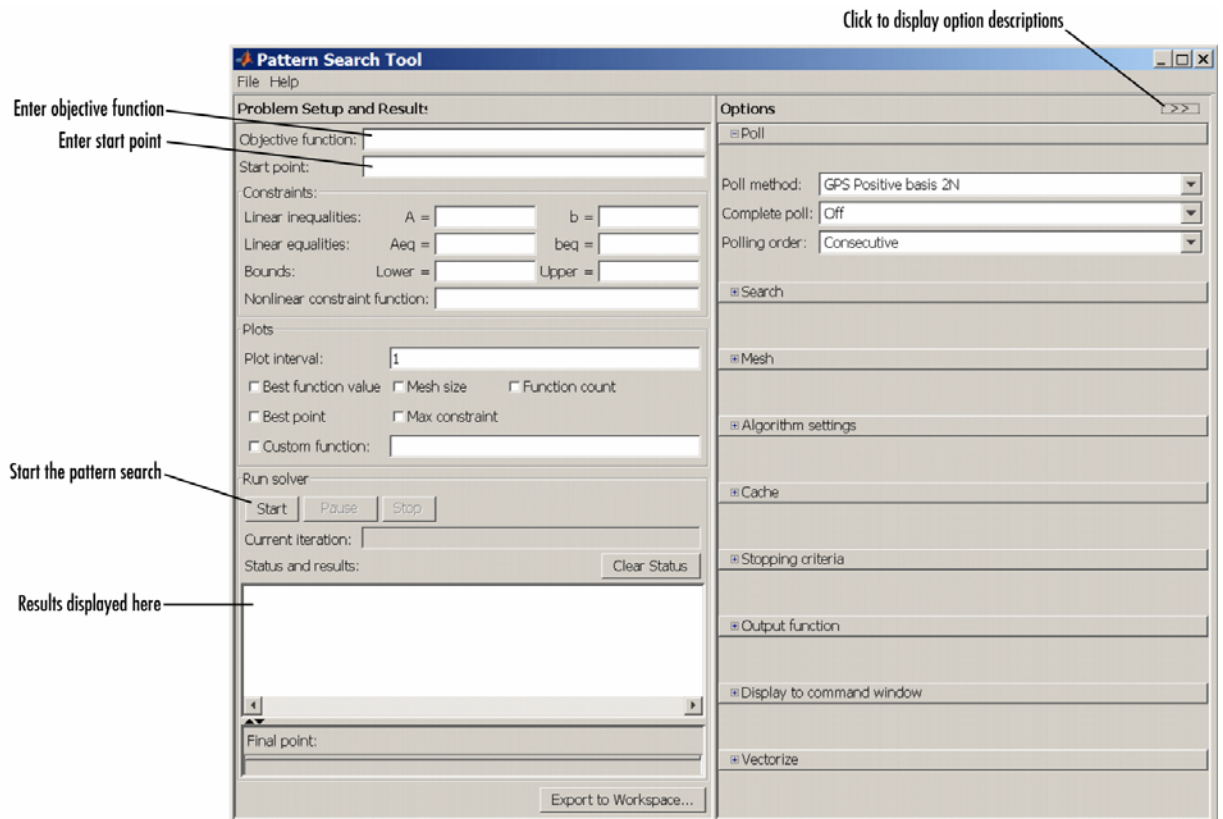 Click to display option descriptions
Pattern Search Tool
File Help
Enter objective function
Enter start point
Start the pattern search
Results displayed here
Problem Setup and Results
Objective function:
Start point:
Constraints:
Linear inequalities: A = b =
Linear equalities: Aeq = beq =
Bounds: Lower = Upper =
Nonlinear constraint function:
Plots
Plot interval: 1
Best function value Mesh size Function count
Best point Max constraint
Custom function:
Run solver
Start Pause Stop
Current iteration:
Status and results: Clear Status
Final point:
Export to Workspace...
Options >>
Poll
Poll method: GPS Positive basis 2N
Complete poll: Off
Polling order: Consecutive
Search
Mesh
Algorithm settings
Cache
Stopping criteria
Output function
Display to command window
Vectorize